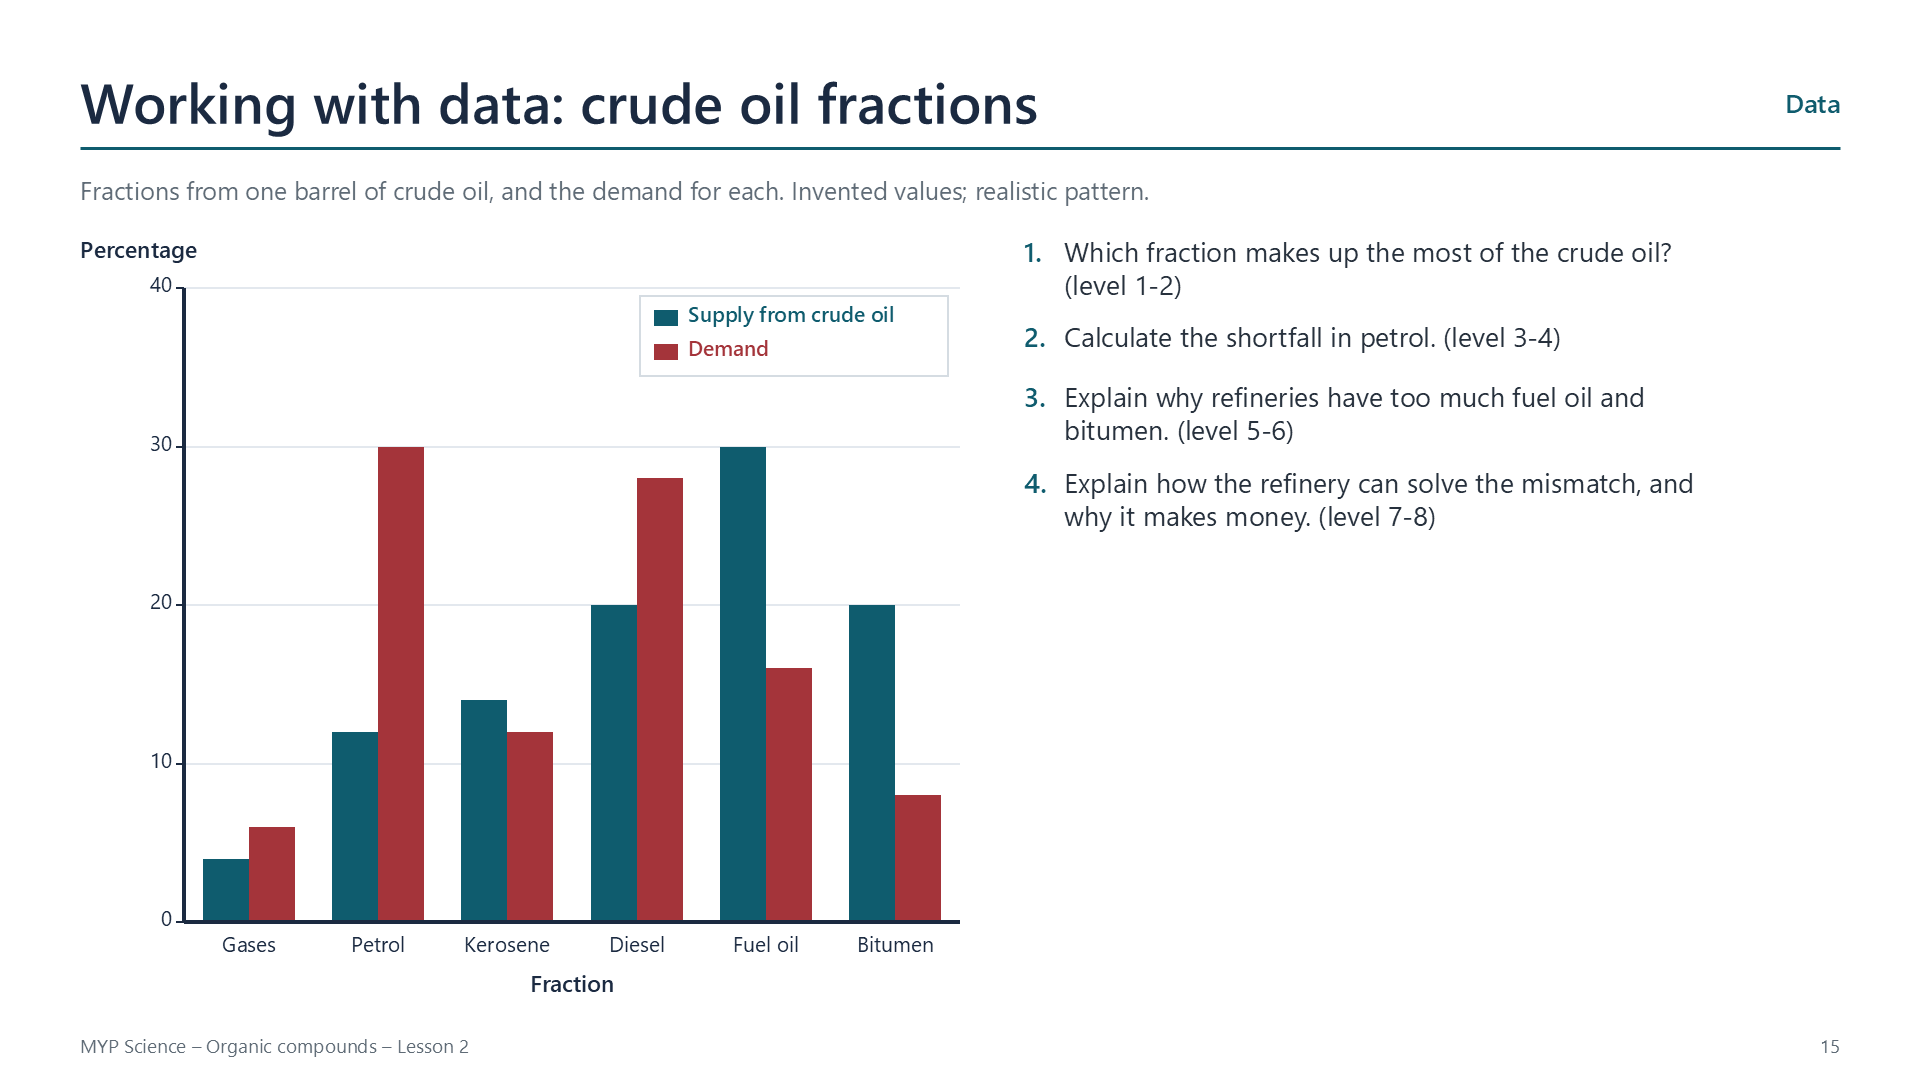 Working with data: crude oil fractions
Data
Fractions from one barrel of crude oil, and the demand for each. Invented values; realistic pattern.
Percentage
40
30
20
10
0
Supply from crude oil
Demand
Gases
Petrol
Kerosene
Diesel
Fuel oil
Bitumen
Fraction
1. Which fraction makes up the most of the crude oil?
(level 1-2)
2. Calculate the shortfall in petrol. (level 3-4)
3. Explain why refineries have too much fuel oil and
bitumen. (level 5-6)
4. Explain how the refinery can solve the mismatch, and
why it makes money. (level 7-8)
MYP Science – Organic compounds – Lesson 2
15